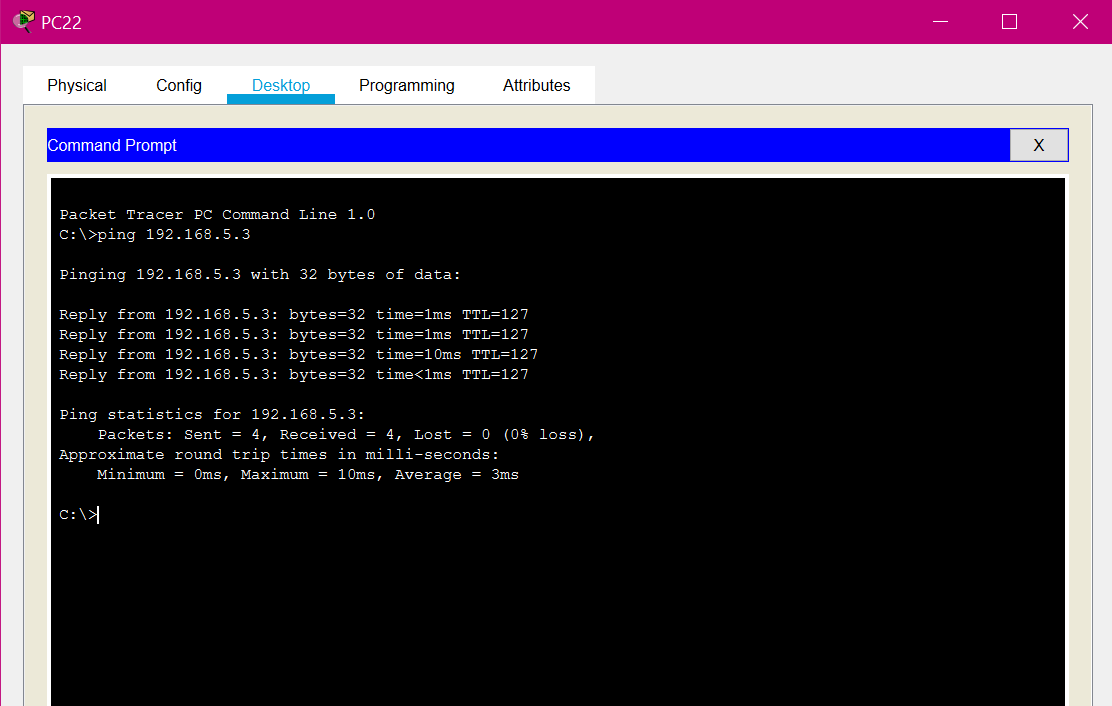 PC22
Physical Config Desktop Programming Attributes
Command Prompt X
Packet Tracer PC Command Line 1.0
C:\>ping 192.168.5.3
Pinging 192.168.5.3 with 32 bytes of data:
Reply from 192.168.5.3: bytes=32 time=1ms TTL=127
Reply from 192.168.5.3: bytes=32 time=1ms TTL=127
Reply from 192.168.5.3: bytes=32 time=10ms TTL=127
Reply from 192.168.5.3: bytes=32 time<1ms TTL=127
Ping statistics for 192.168.5.3:
    Packets: Sent = 4, Received = 4, Lost = 0 (0% loss),
Approximate round trip times in milli-seconds:
    Minimum = 0ms, Maximum = 10ms, Average = 3ms
C:\>